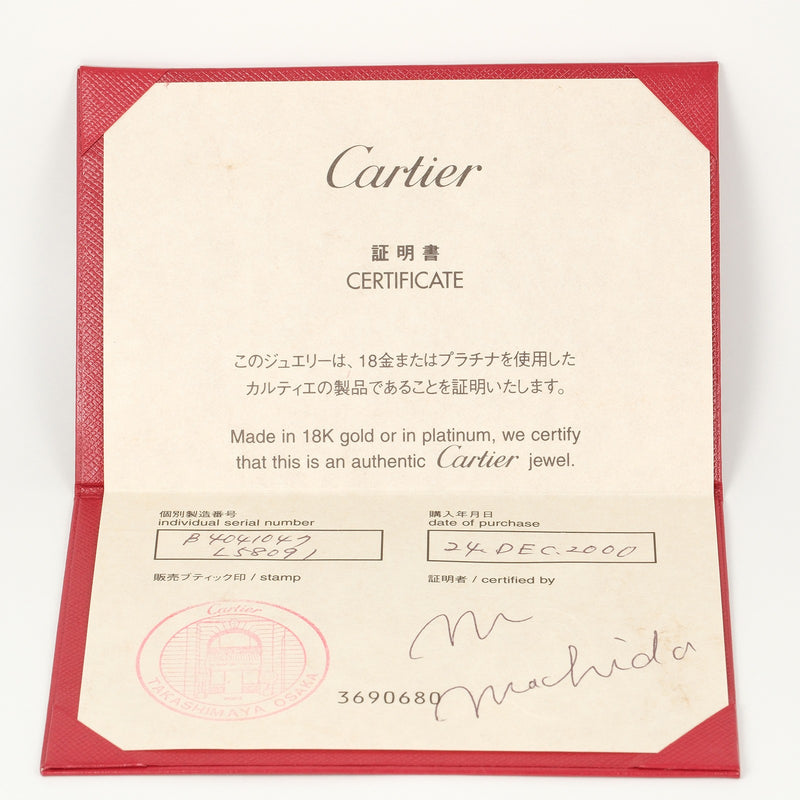 Cartier
証明書
CERTIFICATE
このジュエリーは、18金またはプラチナを使用した
カルティエの製品であることを証明いたします。
Made in 18K gold or in platinum, we certify
that this is an authentic Cartier jewel.
個別製造番号
individual serial number
B4041047
L58091
購入年月日
date of purchase
24. DEC. 2000
販売ブティック印 / stamp
証明者 / certified by
Cartier
TAKASHIMAYA OSAKA
3690680
M
Machida